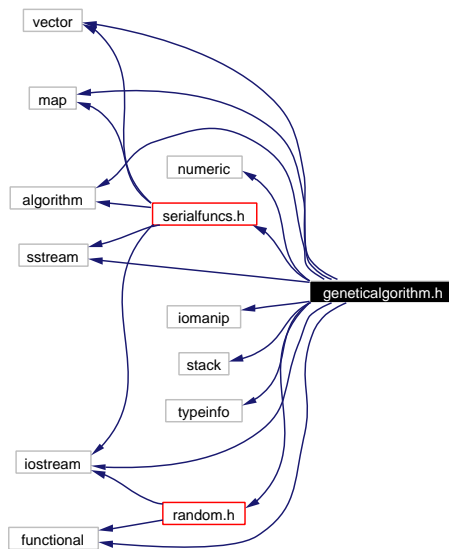 vector
map
numeric
algorithm
serialfuncs.h
sstream
geneticalgorithm.h
iomanip
stack
typeinfo
iostream
random.h
functional